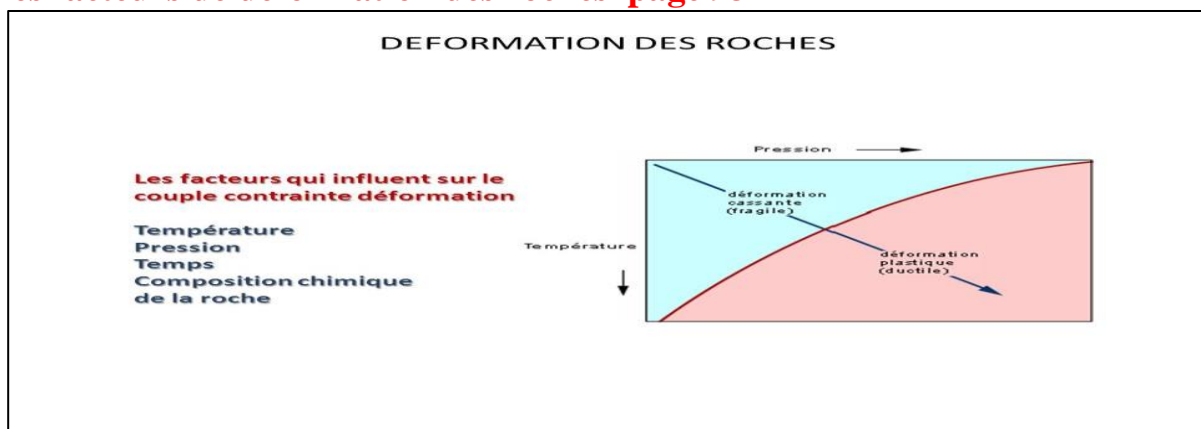 DEFORMATION DES ROCHES
Pression
Les facteurs qui influent sur le
couple contrainte déformation
déformation
cassante
(fragile)
Température
Pression
Temps
Composition chimique
de la roche
Température
déformation
plastique
(ductile)